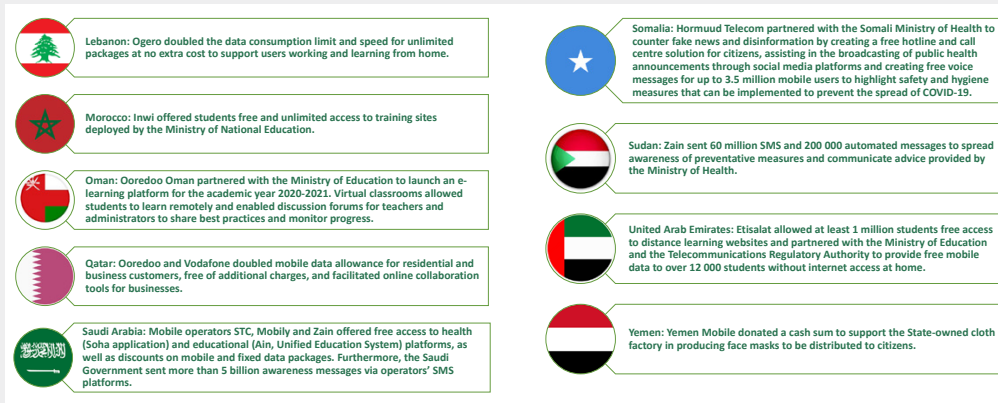 Lebanon: Ogero doubled the data consumption limit and speed for unlimited
packages at no extra cost to support users working and learning from home.
Morocco: Inwi offered students free and unlimited access to training sites
deployed by the Ministry of National Education.
Oman: Ooredoo Oman partnered with the Ministry of Education to launch an e-
learning platform for the academic year 2020-2021. Virtual classrooms allowed
students to learn remotely and enabled discussion forums for teachers and
administrators to share best practices and monitor progress.
Qatar: Ooredoo and Vodafone doubled mobile data allowance for residential and
business customers, free of additional charges, and facilitated online collaboration
tools for businesses.
Saudi Arabia: Mobile operators STC, Mobily and Zain offered free access to health
(Soha application) and educational (Ain, Unified Education System) platforms, as
well as discounts on mobile and fixed data packages. Furthermore, the Saudi
Government sent more than 5 billion awareness messages via operators' SMS
platforms.
Somalia: Hormuud Telecom partnered with the Somali Ministry of Health to
counter fake news and disinformation by creating a free hotline and call
centre solution for citizens, assisting in the broadcasting of public health
announcements through social media platforms and creating free voice
messages for up to 3.5 million mobile users to highlight safety and hygiene
measures that can be implemented to prevent the spread of COVID-19.
Sudan: Zain sent 60 million SMS and 200 000 automated messages to spread
awareness of preventative measures and communicate advice provided by
the Ministry of Health.
United Arab Emirates: Etisalat allowed at least 1 million students free access
to distance learning websites and partnered with the Ministry of Education
and the Telecommunications Regulatory Authority to provide free mobile
data to over 12 000 students without internet access at home.
Yemen: Yemen Mobile donated a cash sum to support the State-owned cloth
factory in producing face masks to be distributed to citizens.